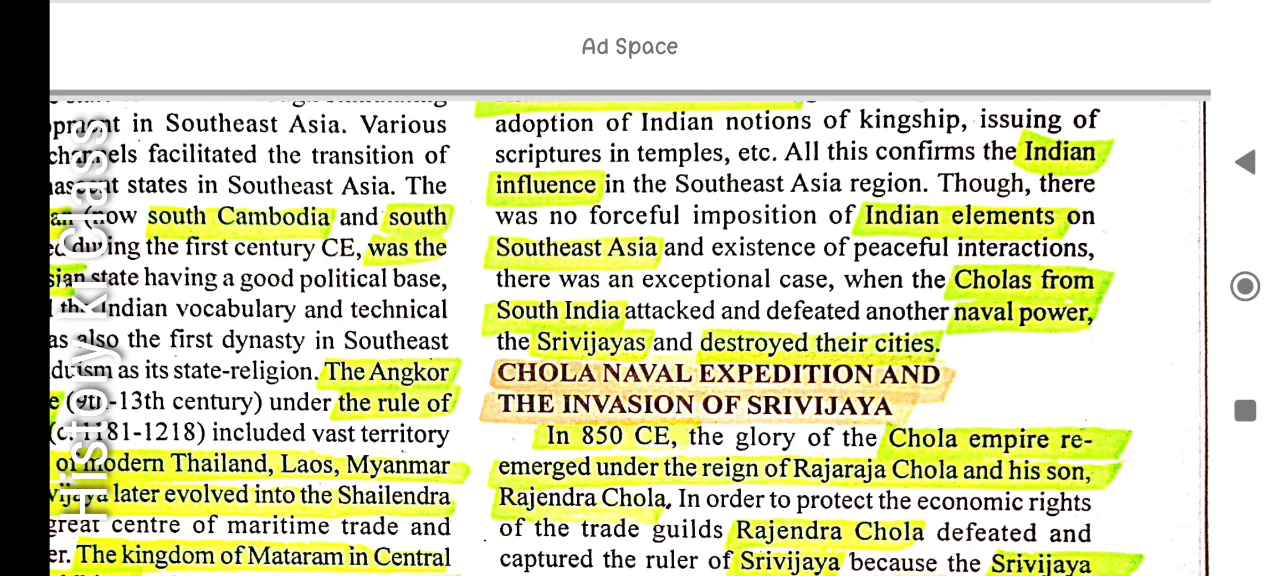 Ad Space
History Ki Class
in Southeast Asia. Various
facilitated the transition of
states in Southeast Asia. The
south Cambodia and south
the first century CE, was the
state having a good political base,
Indian vocabulary and technical
as also the first dynasty in Southeast
as its state-religion. The Angkor
-13th century) under the rule of
1181-1218) included vast territory
of modern Thailand, Laos, Myanmar
later evolved into the Shailendra
great centre of maritime trade and
er. The kingdom of Mataram in Central
adoption of Indian notions of kingship, issuing of
scriptures in temples, etc. All this confirms the Indian
influence in the Southeast Asia region. Though, there
was no forceful imposition of Indian elements on
Southeast Asia and existence of peaceful interactions,
there was an exceptional case, when the Cholas from
South India attacked and defeated another naval power,
the Srivijayas and destroyed their cities.
CHOLA NAVAL EXPEDITION AND
THE INVASION OF SRIVIJAYA
In 850 CE, the glory of the Chola empire re-
emerged under the reign of Rajaraja Chola and his son,
Rajendra Chola. In order to protect the economic rights
of the trade guilds Rajendra Chola defeated and
captured the ruler of Srivijaya because the Srivijaya